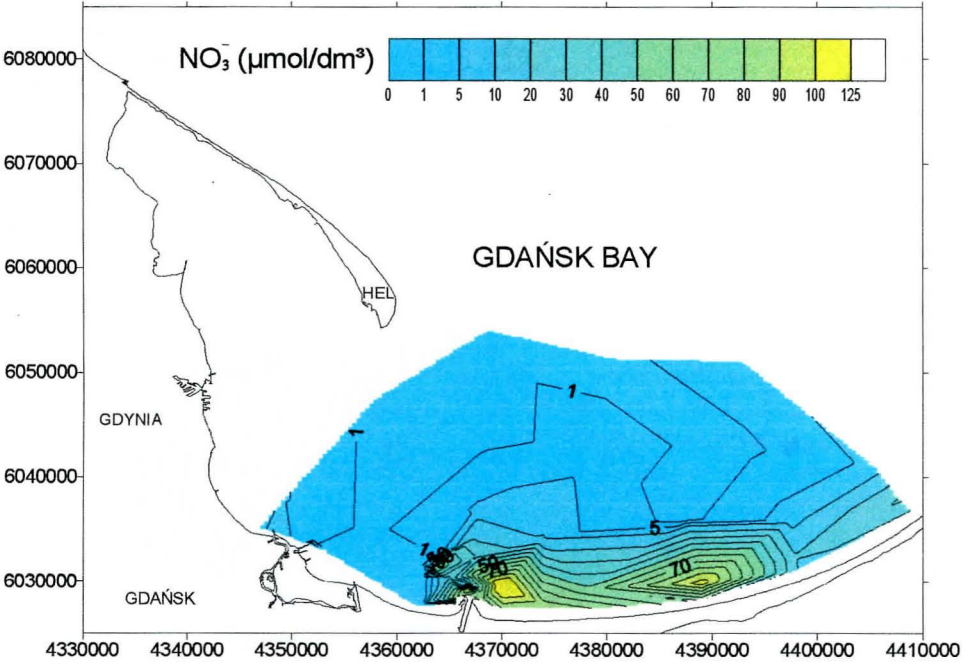 NO₃⁻ (µmol/dm³)
0 1 5 10 20 30 40 50 60 70 80 90 100 125
6080000
6070000
6060000
6050000
6040000
6030000
GDAŃSK BAY
HEL
GDYNIA
GDAŃSK
1
1
1
5
50
70
70
4330000 4340000 4350000 4360000 4370000 4380000 4390000 4400000 4410000